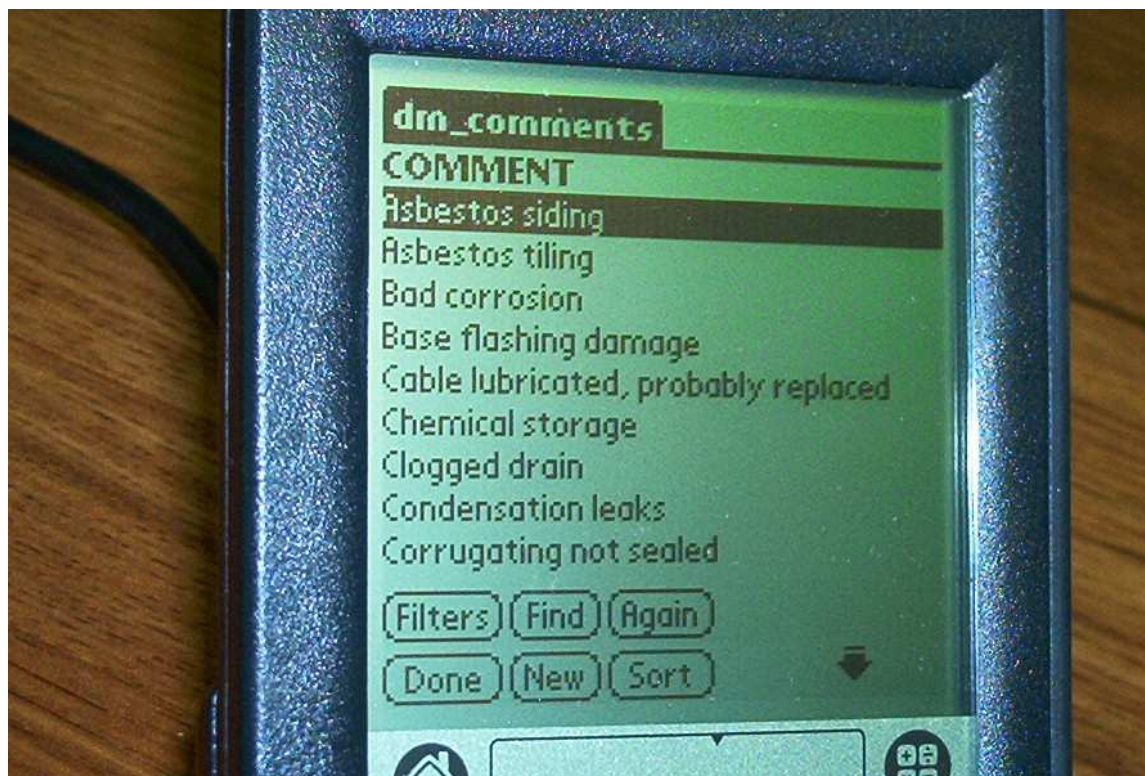 dm_comments
COMMENT
Asbestos siding
Asbestos tiling
Bad corrosion
Base flashing damage
Cable lubricated, probably replaced
Chemical storage
Clogged drain
Condensation leaks
Corrugating not sealed
Filters Find Again
Done New Sort